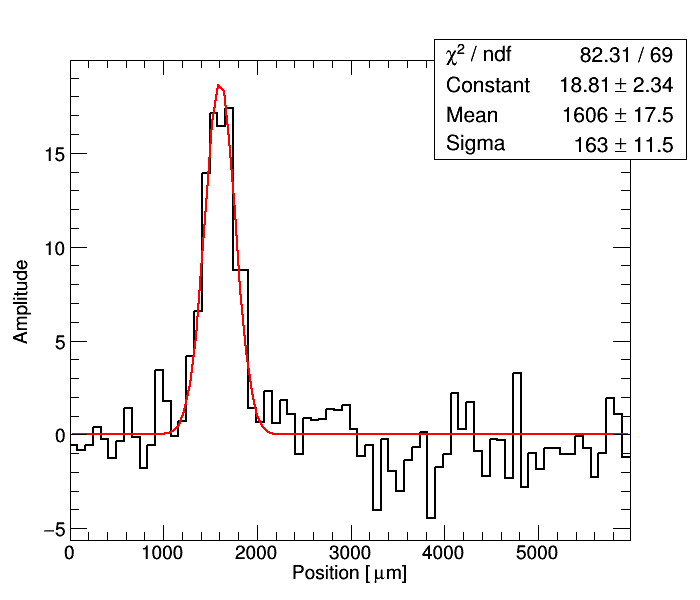 χ² / ndf 82.31 / 69
Constant 18.81 ± 2.34
Mean 1606 ± 17.5
Sigma 163 ± 11.5
15
10
5
0
−5
Amplitude
0 1000 2000 3000 4000 5000
Position [ μm]